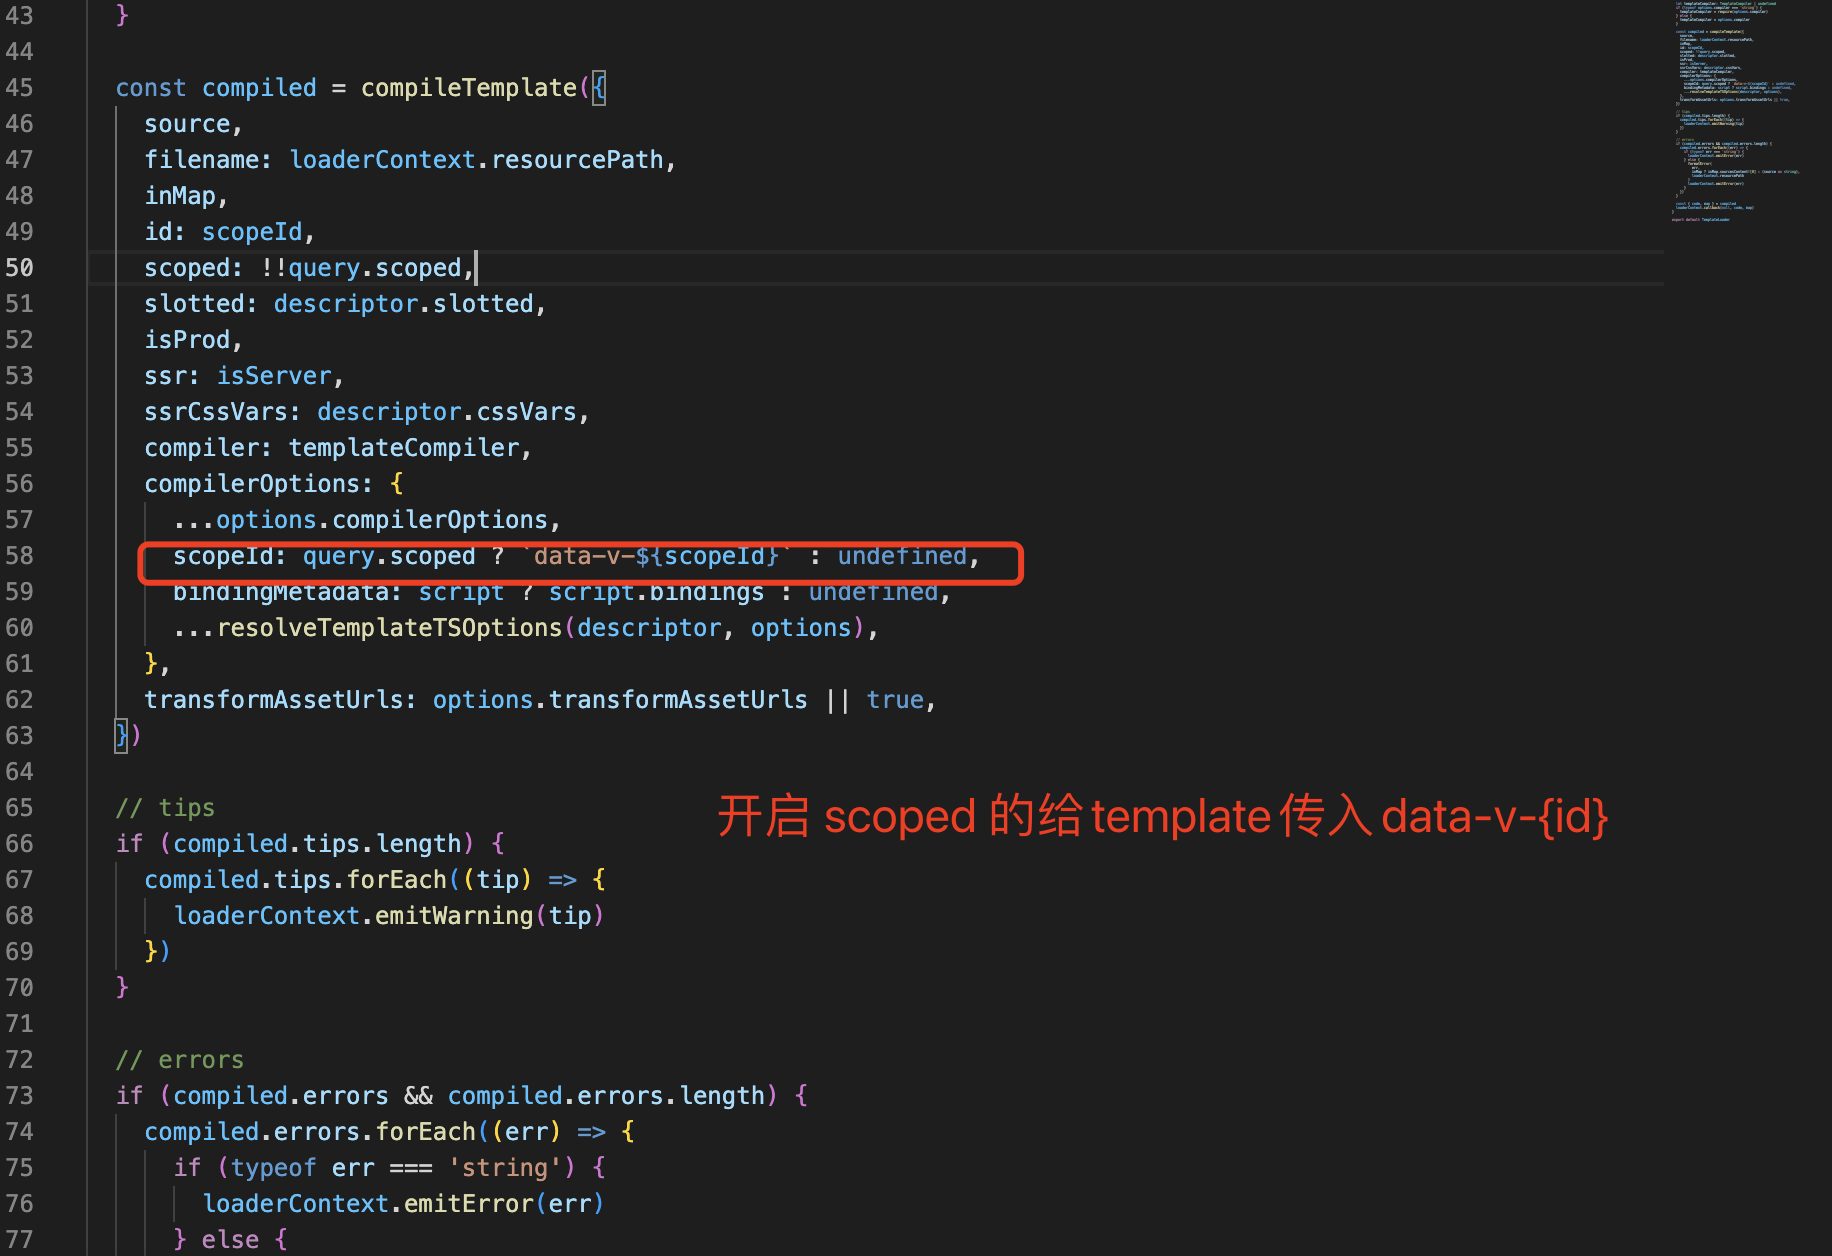 43 }
44
45 const compiled = compileTemplate({
46 source,
47 filename: loaderContext.resourcePath,
48 inMap,
49 id: scopeId,
50 scoped: !!query.scoped,
51 slotted: descriptor.slotted,
52 isProd,
53 ssr: isServer,
54 ssrCssVars: descriptor.cssVars,
55 compiler: templateCompiler,
56 compilerOptions: {
57 ...options.compilerOptions,
58 scopeId: query.scoped ? `data-v-${scopeId}` : undefined,
59 bindingMetadata: script ? script.bindings : undefined,
60 ...resolveTemplateTSOptions(descriptor, options),
61 },
62 transformAssetUrls: options.transformAssetUrls || true,
63 })
64
65 // tips
开启 scoped 的给 template 传入 data-v-{id}
66 if (compiled.tips.length) {
67 compiled.tips.forEach((tip) => {
68 loaderContext.emitWarning(tip)
69 })
70 }
71
72 // errors
73 if (compiled.errors && compiled.errors.length) {
74 compiled.errors.forEach((err) => {
75 if (typeof err === 'string') {
76 loaderContext.emitError(err)
77 } else {